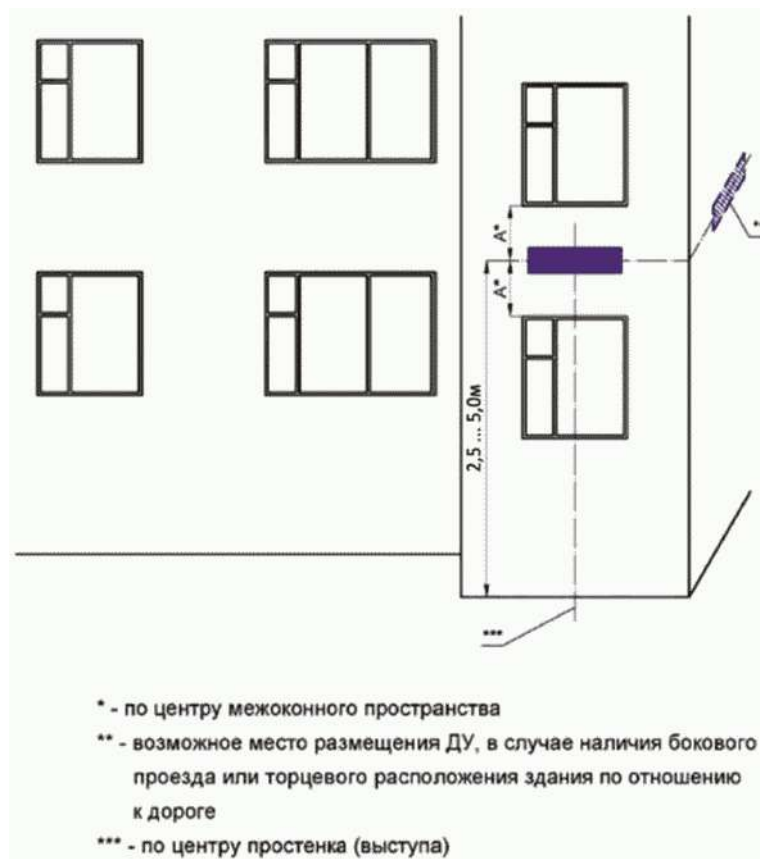 *
A*
A*
2,5 ... 5,0м
***
* - по центру межоконного пространства
** - возможное место размещения ДУ, в случае наличия бокового
проезда или торцевого расположения здания по отношению
к дороге
*** - по центру простенка (выступа)